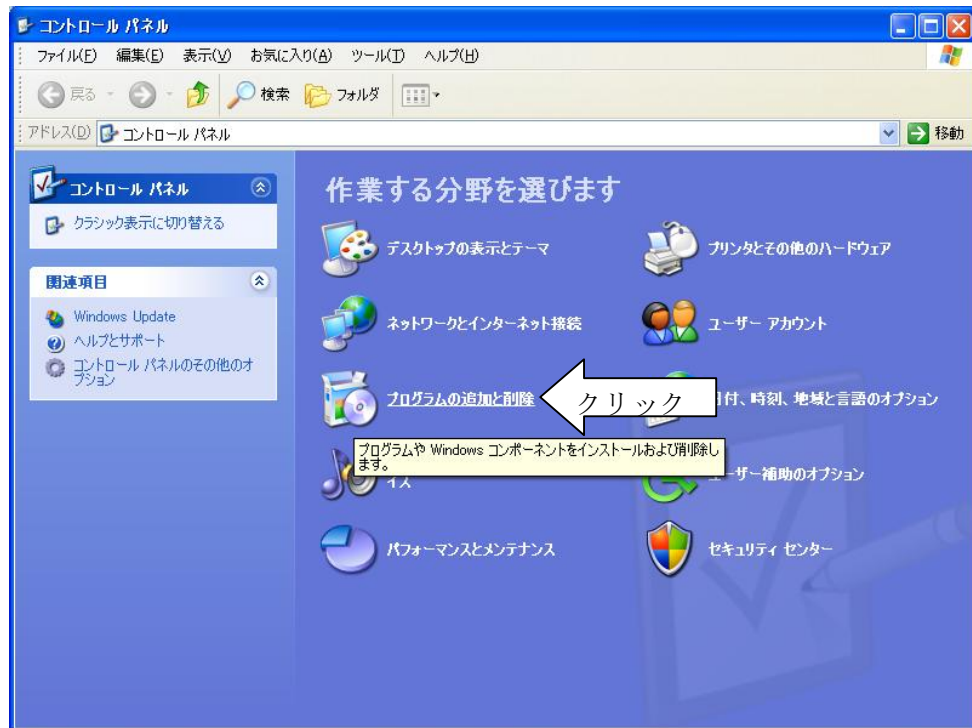 コントロール パネル
ファイル(F) 編集(E) 表示(V) お気に入り(A) ツール(T) ヘルプ(H)
戻る 検索 フォルダ
アドレス(D) コントロール パネル 移動
コントロール パネル
クラシック表示に切り替える
関連項目
Windows Update
ヘルプとサポート
コントロール パネルのその他のオ
プション
作業する分野を選びます
デスクトップの表示とテーマ
プリンタとその他のハードウェア
ネットワークとインターネット接続
ユーザー アカウント
プログラムの追加と削除
クリック
付、時刻、地域と言語のオプション
プログラムや Windows コンポーネントをインストールおよび削除し
ます。
イス
ーザー補助のオプション
パフォーマンスとメンテナンス
セキュリティ センター